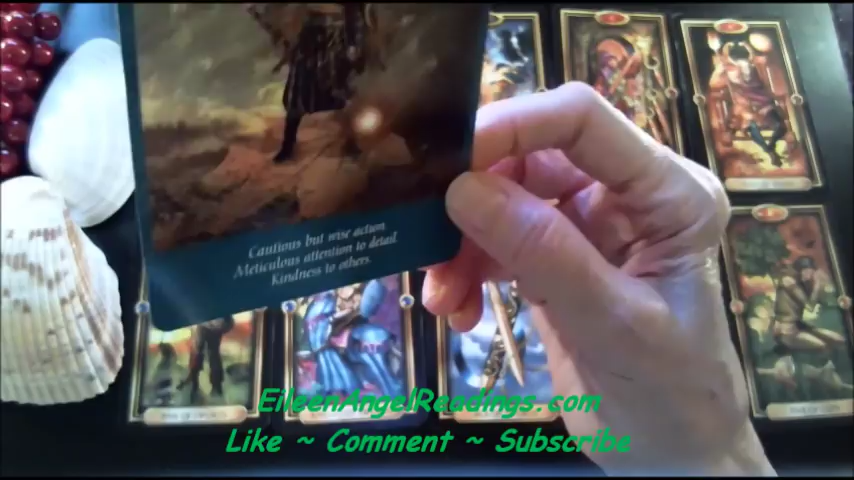 Cautious but wise action.
Meticulous attention to detail.
Kindness to others.
EileenAngelReadings.com
Like ~ Comment ~ Subscribe